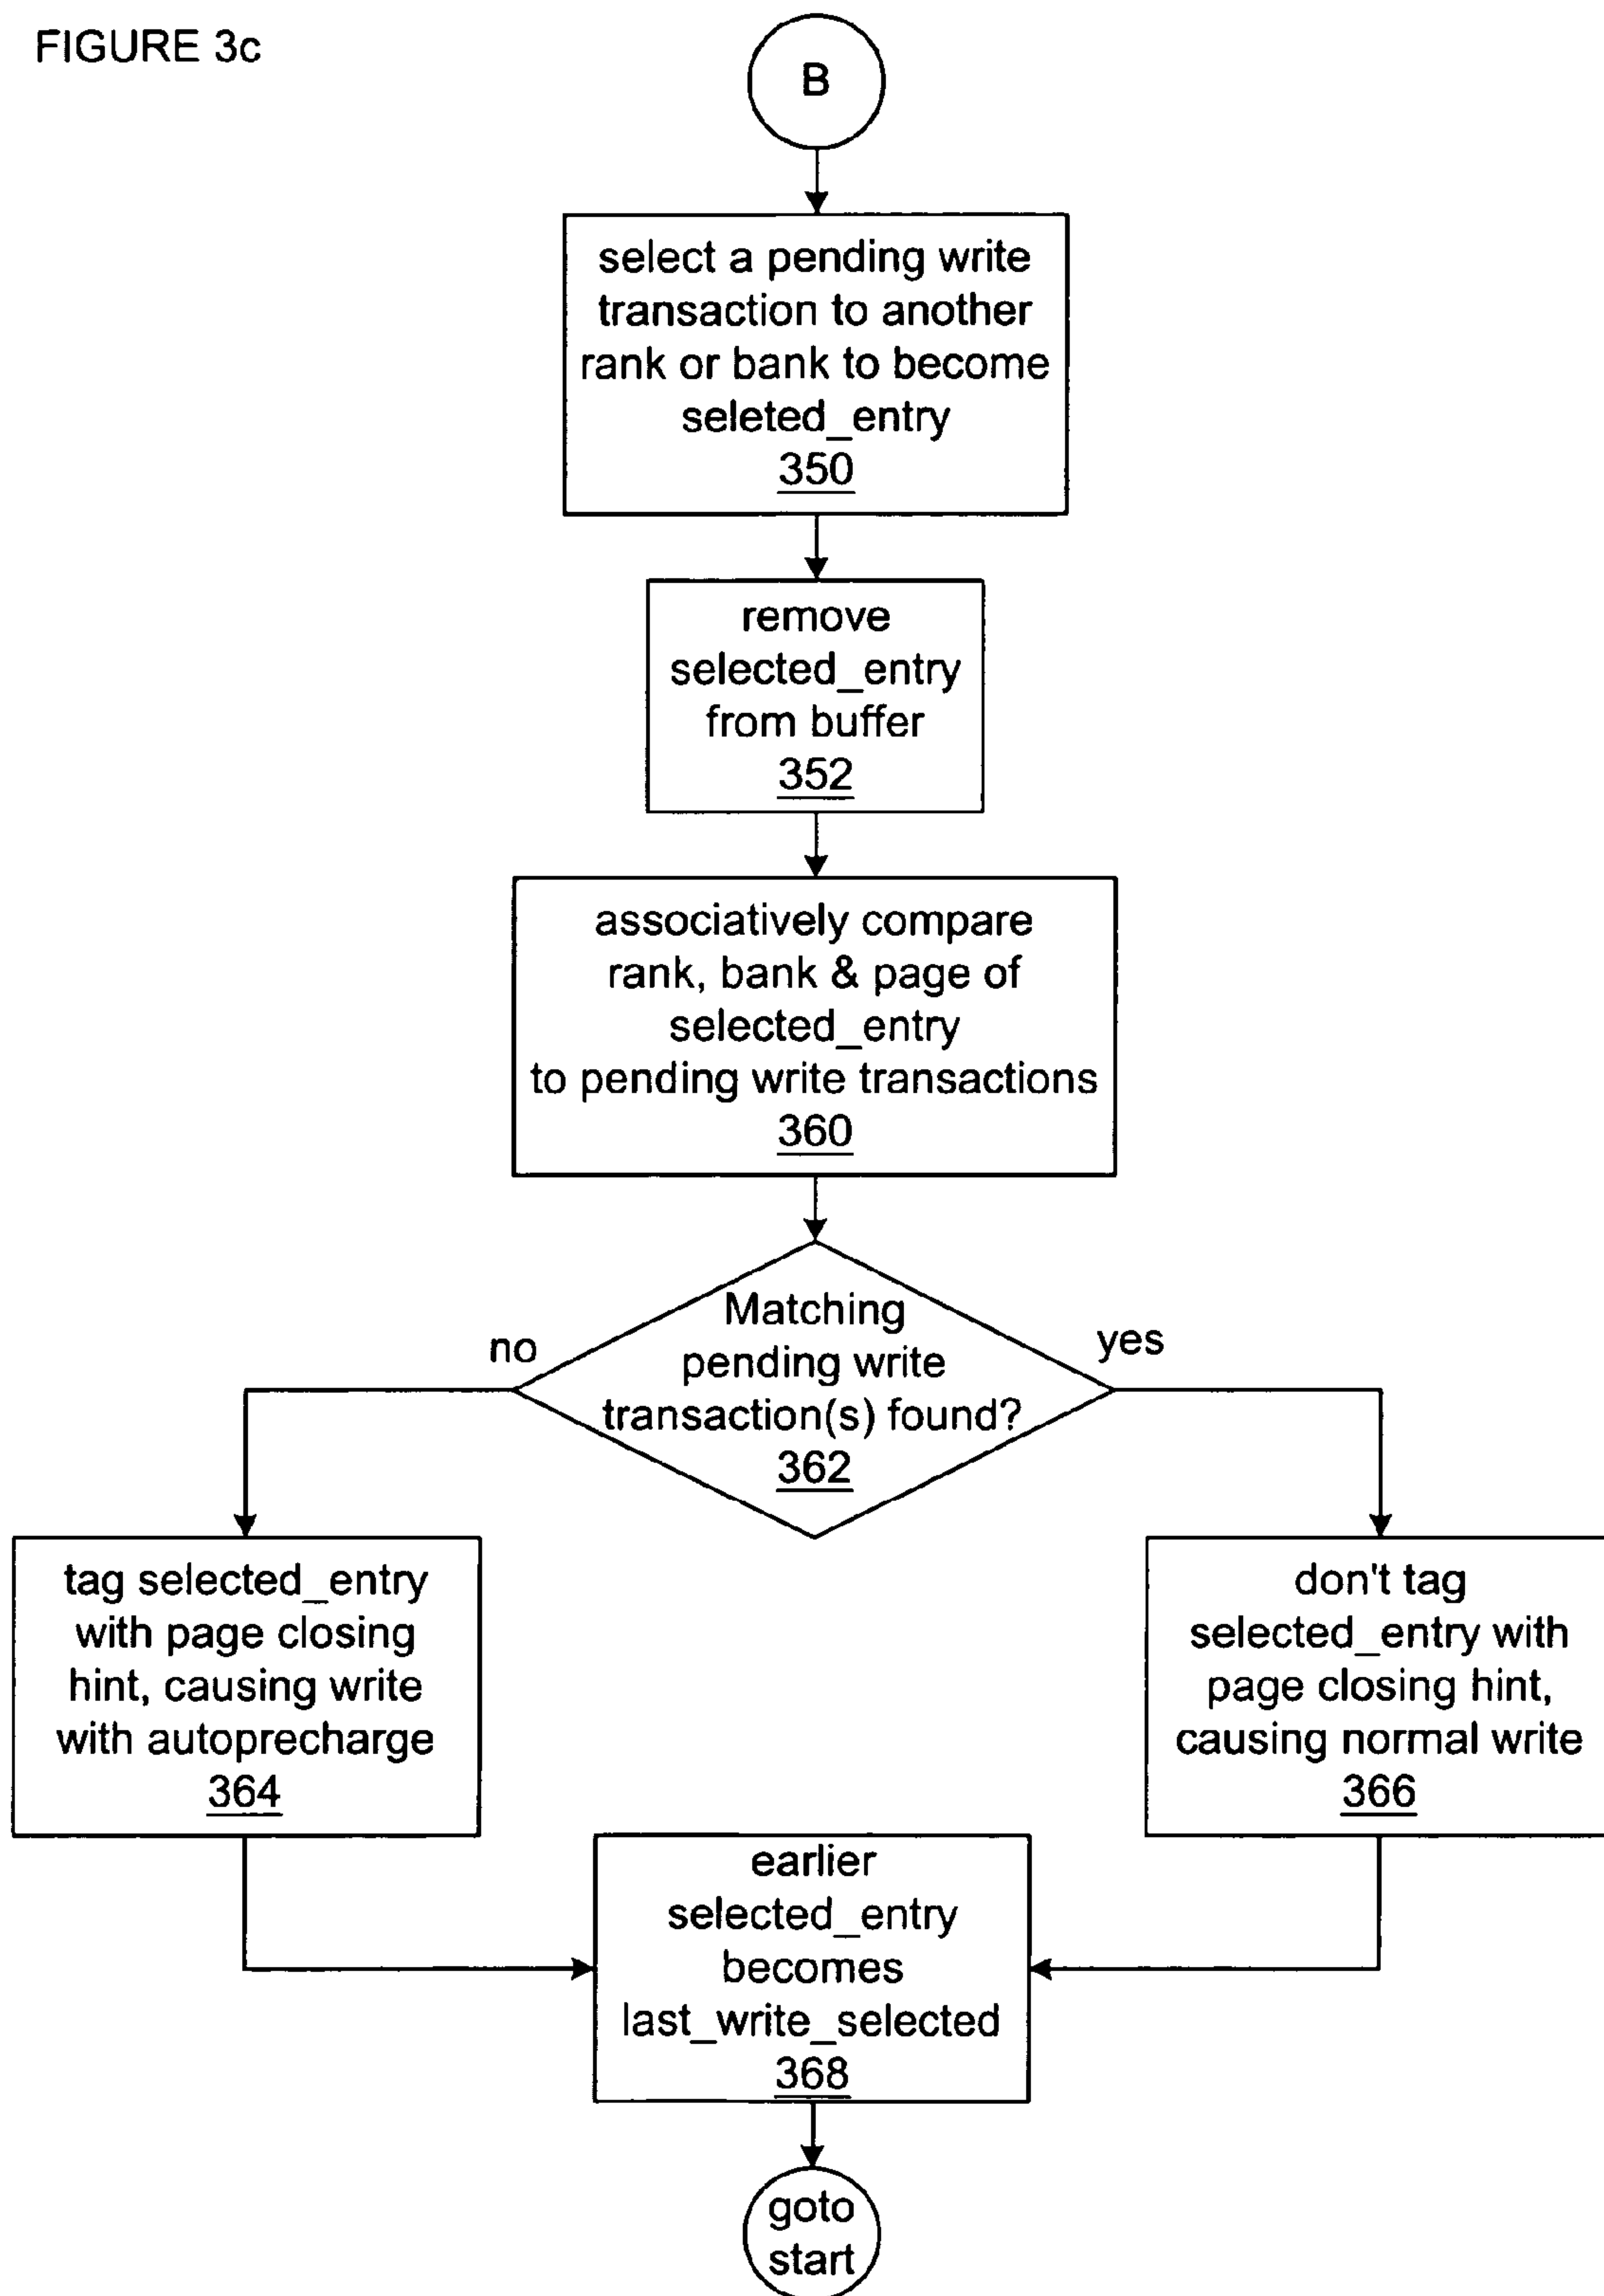 FIGURE 3c
B
select a pending write
transaction to another
rank or bank to become
seleted_entry
350
remove
selected_entry
from buffer
352
associatively compare
rank, bank & page of
selected_entry
to pending write transactions
360
Matching
pending write
transaction(s) found?
362
no
yes
tag selected_entry
with page closing
hint, causing write
with autoprecharge
364
don't tag
selected_entry with
page closing hint,
causing normal write
366
earlier
selected_entry
becomes
last_write_selected
368
goto
start